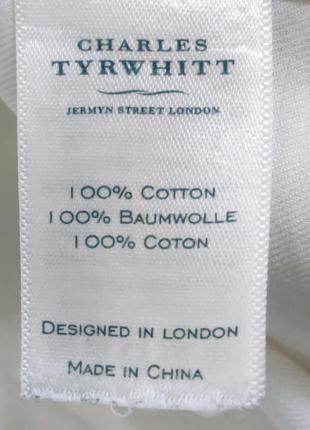 CHARLES
TYRWHITT
JERMYN STREET LONDON
100% COTTON
100% BAUMWOLLE
100% COTON
DESIGNED IN LONDON
MADE IN CHINA